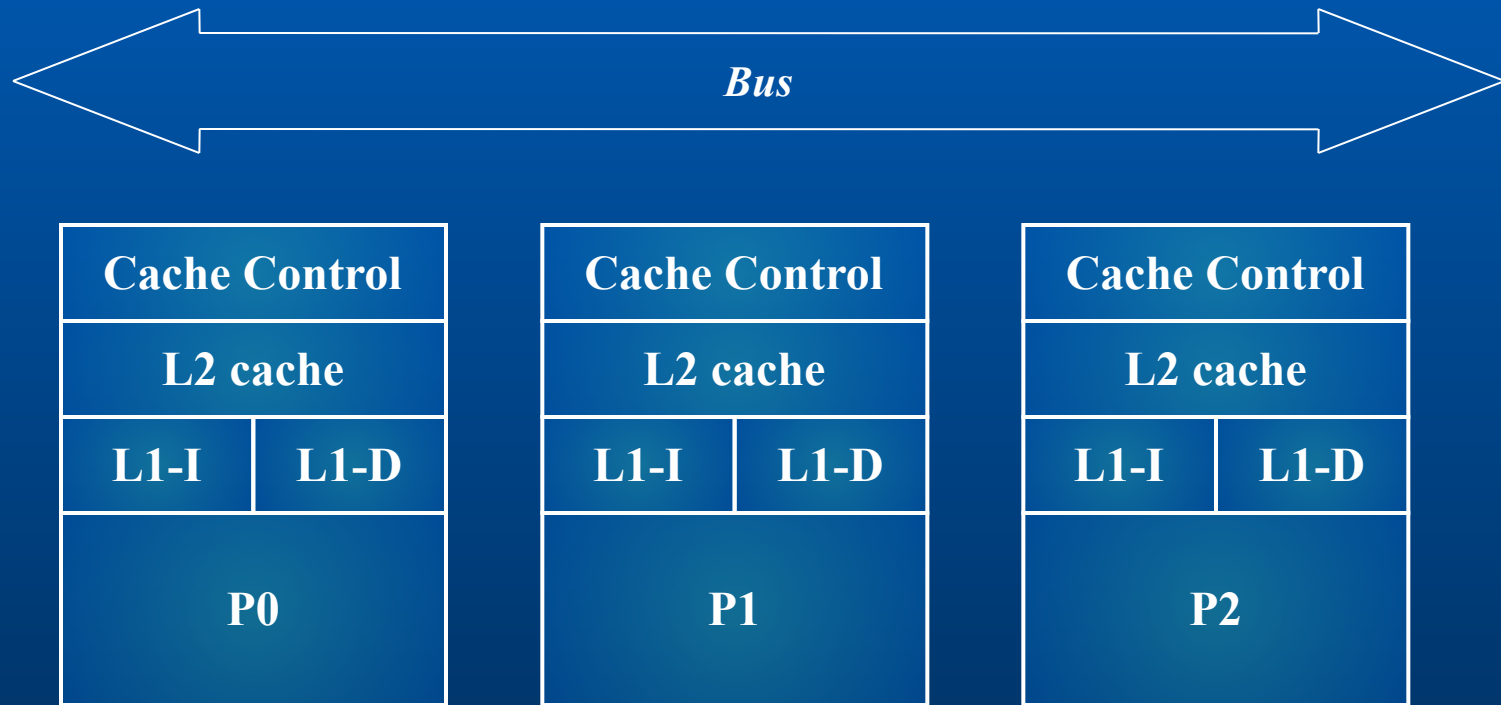 Bus
Cache Control Cache Control Cache Control
L2 cache L2 cache L2 cache
L1-I L1-D L1-I L1-D L1-I L1-D
P0 P1 P2